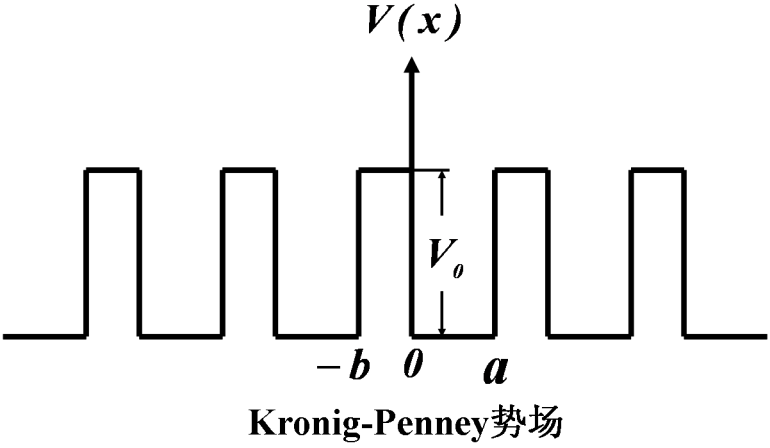 V(x)
V₀
−b 0 a
Kronig-Penney势场